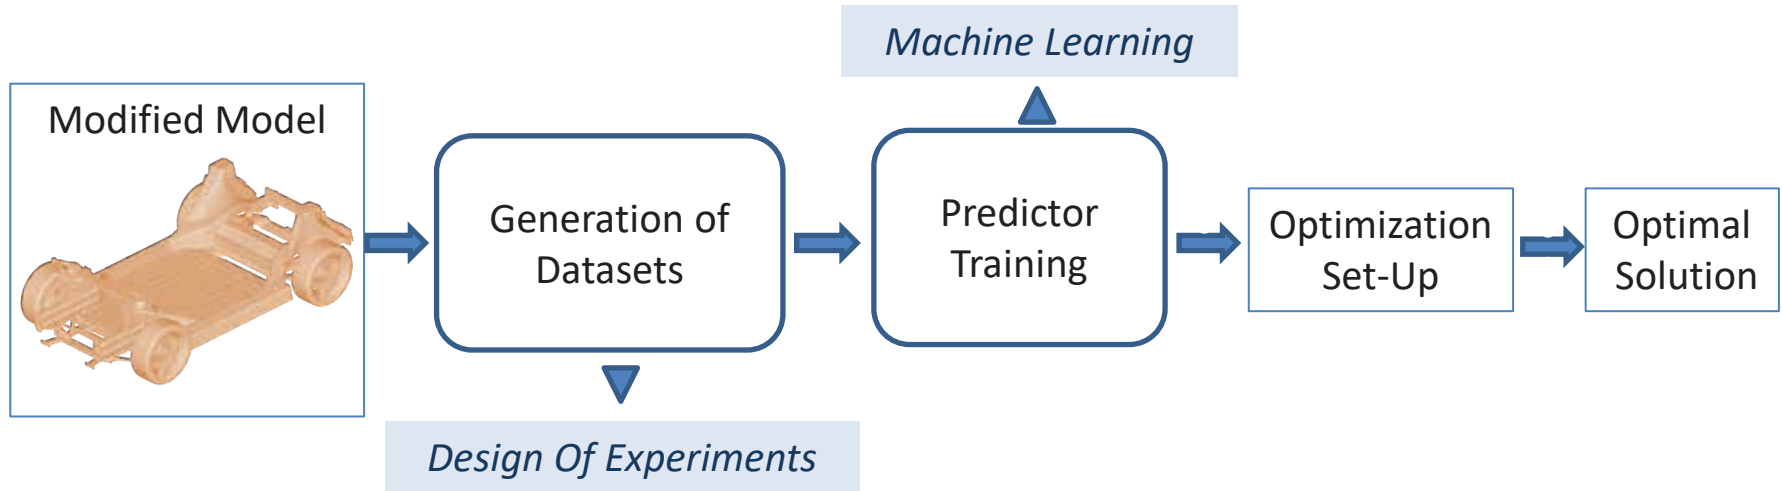 Machine Learning
Modified Model
Generation of
Datasets
Predictor
Training
Optimization
Set-Up
Optimal
Solution
Design Of Experiments